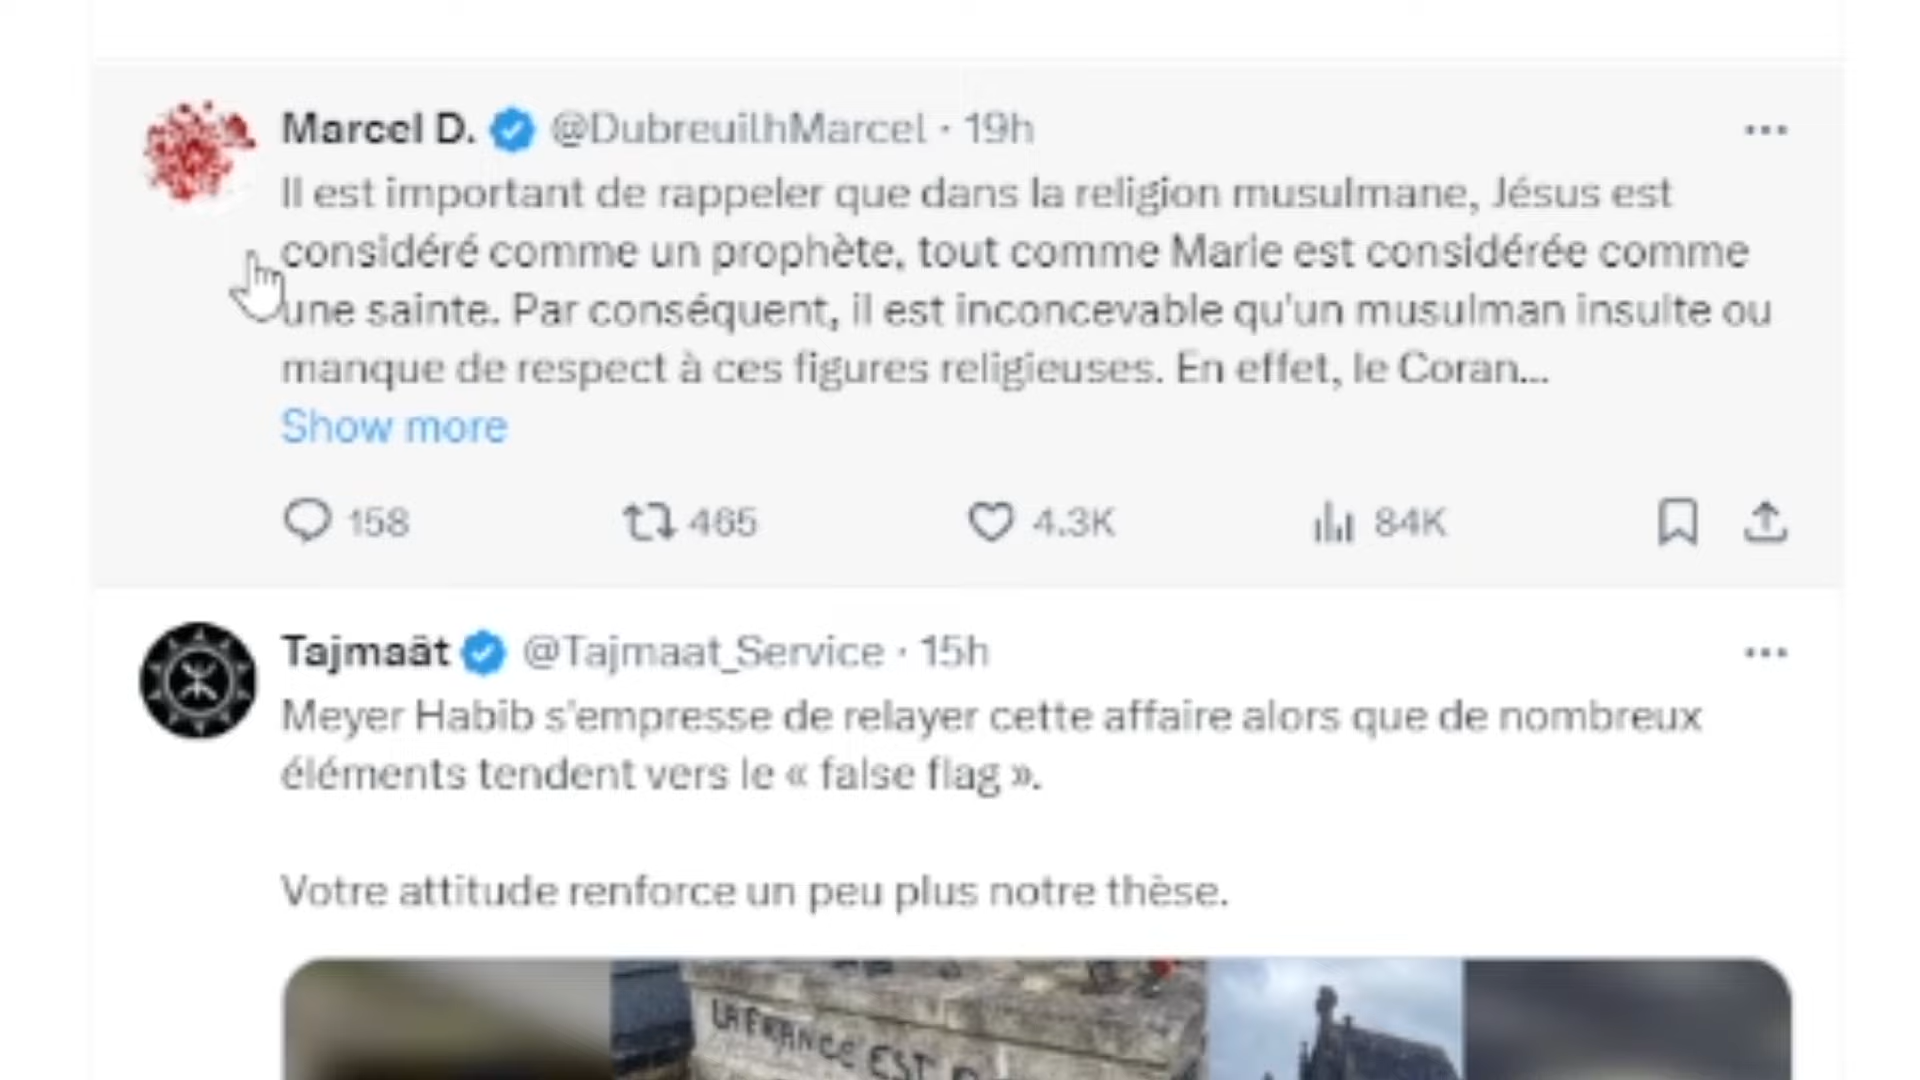 Marcel D. @DubreuilhMarcel · 19h
Il est important de rappeler que dans la religion musulmane, Jésus est
considéré comme un prophète, tout comme Marie est considérée comme
une sainte. Par conséquent, il est inconcevable qu'un musulman insulte ou
manque de respect à ces figures religieuses. En effet, le Coran...
Show more
158 465 4.3K 84K
Tajmaât @Tajmaat_Service · 15h
Meyer Habib s'empresse de relayer cette affaire alors que de nombreux
éléments tendent vers le « false flag ».
Votre attitude renforce un peu plus notre thèse.
LA FRANCE EST